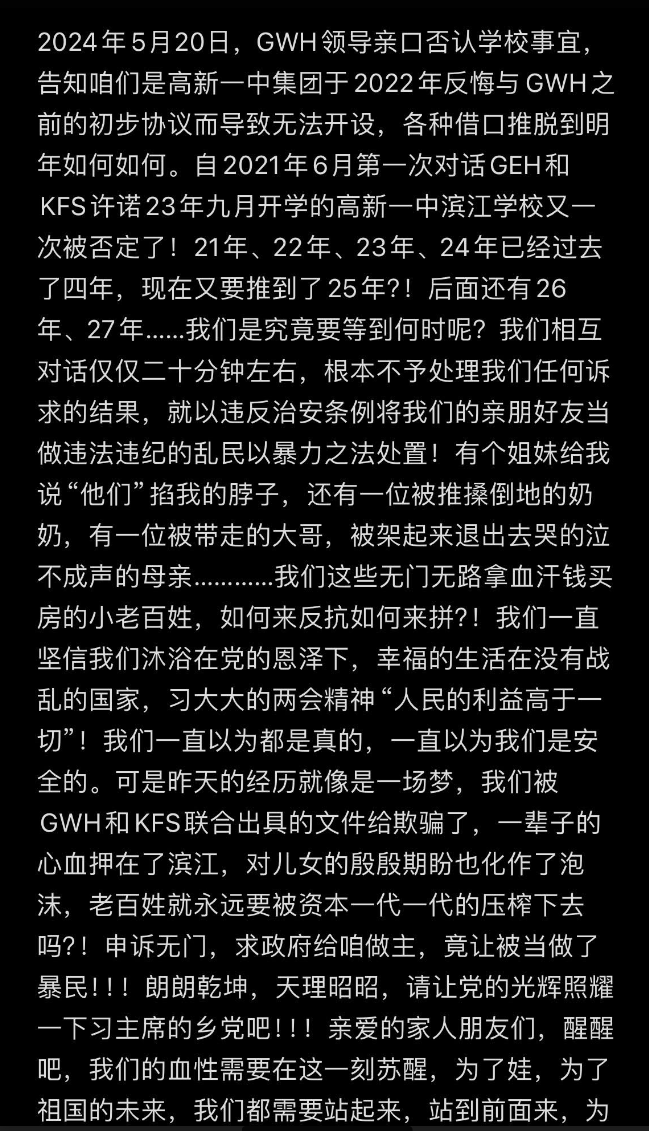 2024年5月20日，GWH领导亲口否认学校事宜，
告知咱们是高新一中集团于2022年反悔与GWH之
前的初步协议而导致无法开设，各种借口推脱到明
年如何如何。自2021年6月第一次对话GEH和
KFS许诺23年九月开学的高新一中滨江学校又一
次被否定了！21年、22年、23年、24年已经过去
了四年，现在又要推到了25年?！后面还有26
年、27年……我们是究竟要等到何时呢？我们相互
对话仅仅二十分钟左右，根本不予处理我们任何诉
求的结果，就以违反治安条例将我们的亲朋好友当
做违法违纪的乱民以暴力之法处置！有个姐妹给我
说“他们”掐我的脖子，还有一位被推搡倒地的奶
奶，有一位被带走的大哥，被架起来退出去哭的泣
不成声的母亲…………我们这些无门无路拿血汗钱买
房的小老百姓，如何来反抗如何来拼?！我们一直
坚信我们沐浴在党的恩泽下，幸福的生活在没有战
乱的国家，习大大的两会精神“人民的利益高于一
切”！我们一直以为都是真的，一直以为我们是安
全的。可是昨天的经历就像是一场梦，我们被
GWH和KFS联合出具的文件给欺骗了，一辈子的
心血押在了滨江，对儿女的殷殷期盼也化作了泡
沫，老百姓就永远要被资本一代一代的压榨下去
吗?！申诉无门，求政府给咱做主，竟让被当做了
暴民！！！朗朗乾坤，天理昭昭，请让党的光辉照耀
一下习主席的乡党吧！！！亲爱的家人朋友们，醒醒
吧，我们的血性需要在这一刻苏醒，为了娃，为了
祖国的未来，我们都需要站起来，站到前面来，为